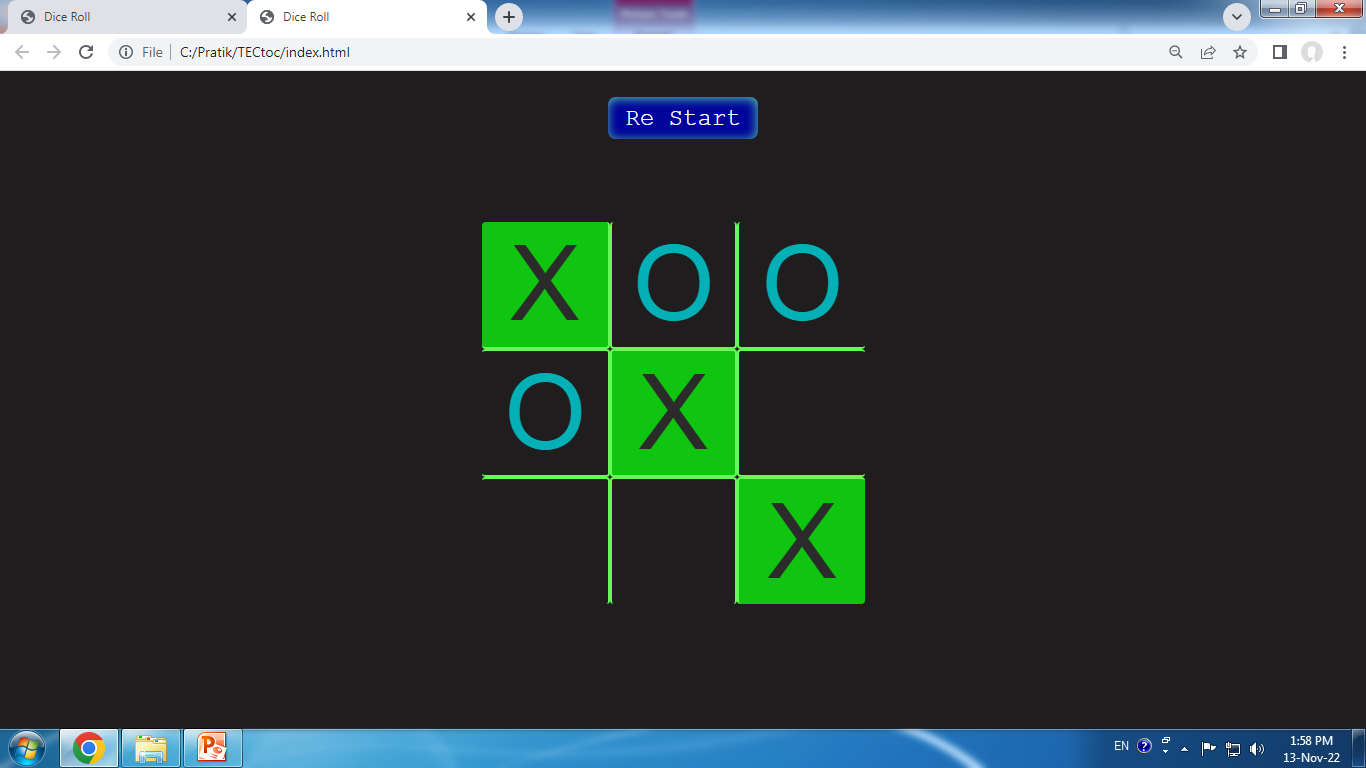 Dice Roll
Dice Roll
File
C:/Pratik/TECtoc/index.html
Re Start
X O O
O X
X
EN
1:58 PM
13-Nov-22